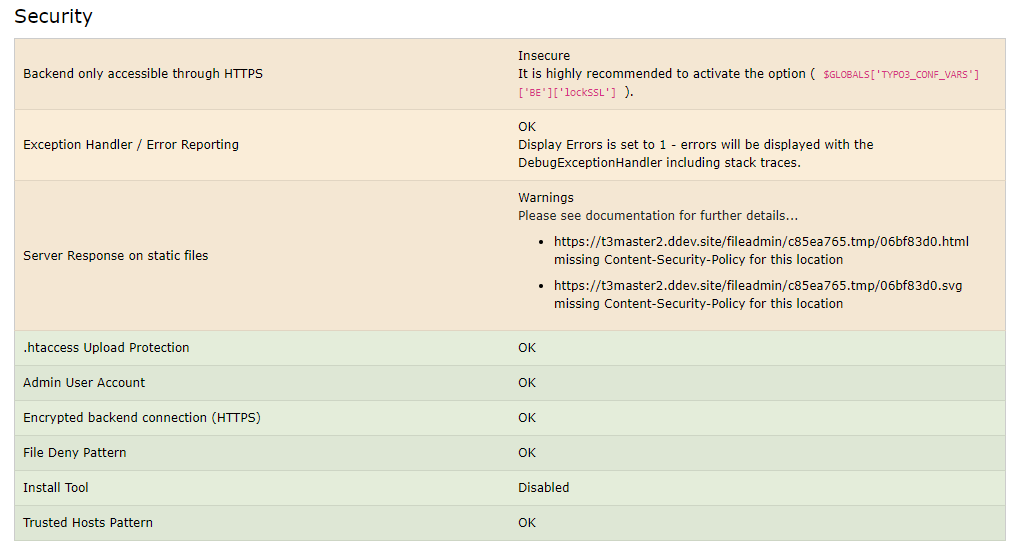 Security
Backend only accessible through HTTPS
Insecure
It is highly recommended to activate the option ( $GLOBALS['TYPO3_CONF_VARS']
['BE']['lockSSL'] ).
Exception Handler / Error Reporting
OK
Display Errors is set to 1 - errors will be displayed with the
DebugExceptionHandler including stack traces.
Server Response on static files
Warnings
Please see documentation for further details...
• https://t3master2.ddev.site/fileadmin/c85ea765.tmp/06bf83d0.html
missing Content-Security-Policy for this location
• https://t3master2.ddev.site/fileadmin/c85ea765.tmp/06bf83d0.svg
missing Content-Security-Policy for this location
.htaccess Upload Protection
OK
Admin User Account
OK
Encrypted backend connection (HTTPS)
OK
File Deny Pattern
OK
Install Tool
Disabled
Trusted Hosts Pattern
OK